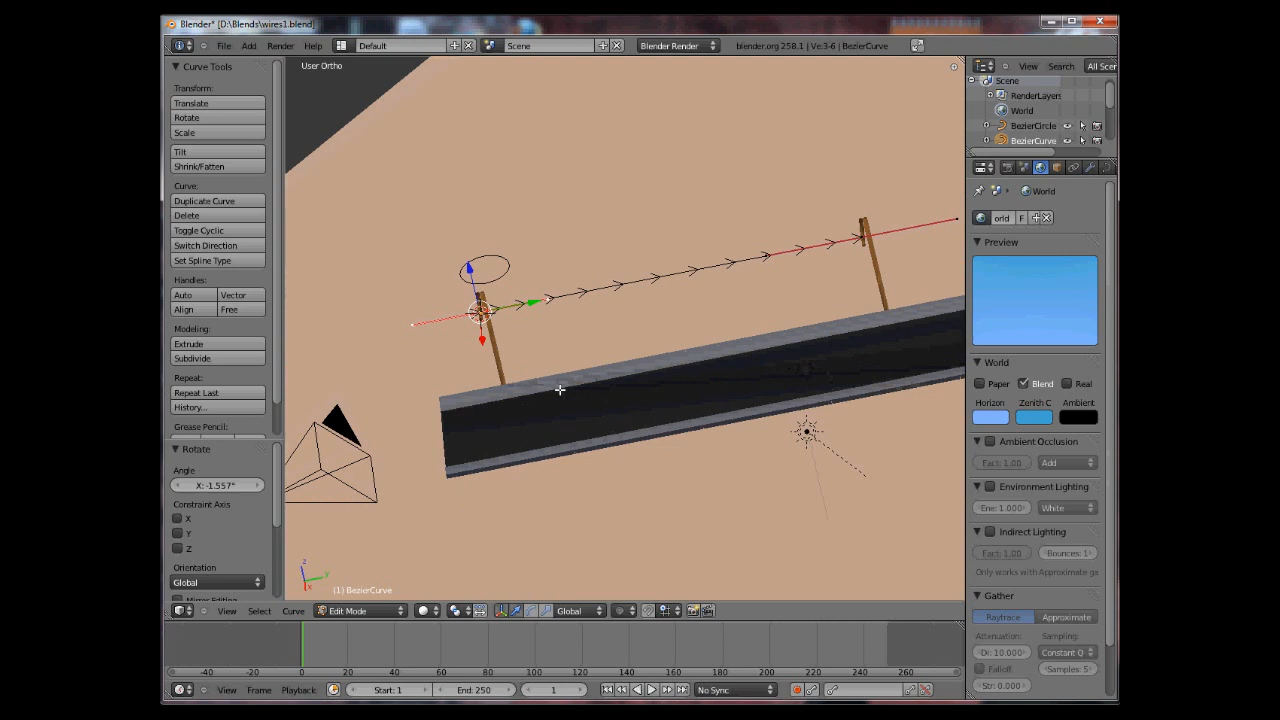 Blender* [D:\Blends\wires1.blend]
File Add Render Help Default Scene Blender Render blender.org 258.1 | Ve:3-6 | BezierCurve
Curve Tools
Transform:
Translate
Rotate
Scale
Tilt
Shrink/Fatten
Curve:
Duplicate Curve
Delete
Toggle Cyclic
Switch Direction
Set Spline Type
Handles:
Auto Vector
Align Free
Modeling:
Extrude
Subdivide
Repeat:
Repeat Last
History...
Grease Pencil:
Rotate
Angle
X: -1.557°
Constraint Axis
X
Y
Z
Orientation
Global
User Ortho
z
y
x
(1) BezierCurve
View Select Curve Edit Mode Global
-40 -20 0 20 40 60 80 100 120 140 160 180 200 220 240 260
View Frame Playback Start: 1 End: 250 1 No Sync
View Search All Scer
Scene
RenderLayers
World
BezierCircle
BezierCurve
World
orld F
Preview
World
Paper Blend Real
Horizon Zenith C Ambient
Ambient Occlusion
Fact: 1.00 Add
Environment Lighting
Ene: 1.000 White
Indirect Lighting
Fact: 1.00 Bounces: 1
Only works with Approximate ga
Gather
Raytrace Approximate
Attenuation: Sampling:
Di: 10.000 Constant Q
Falloff Samples: 5
Str: 0.000